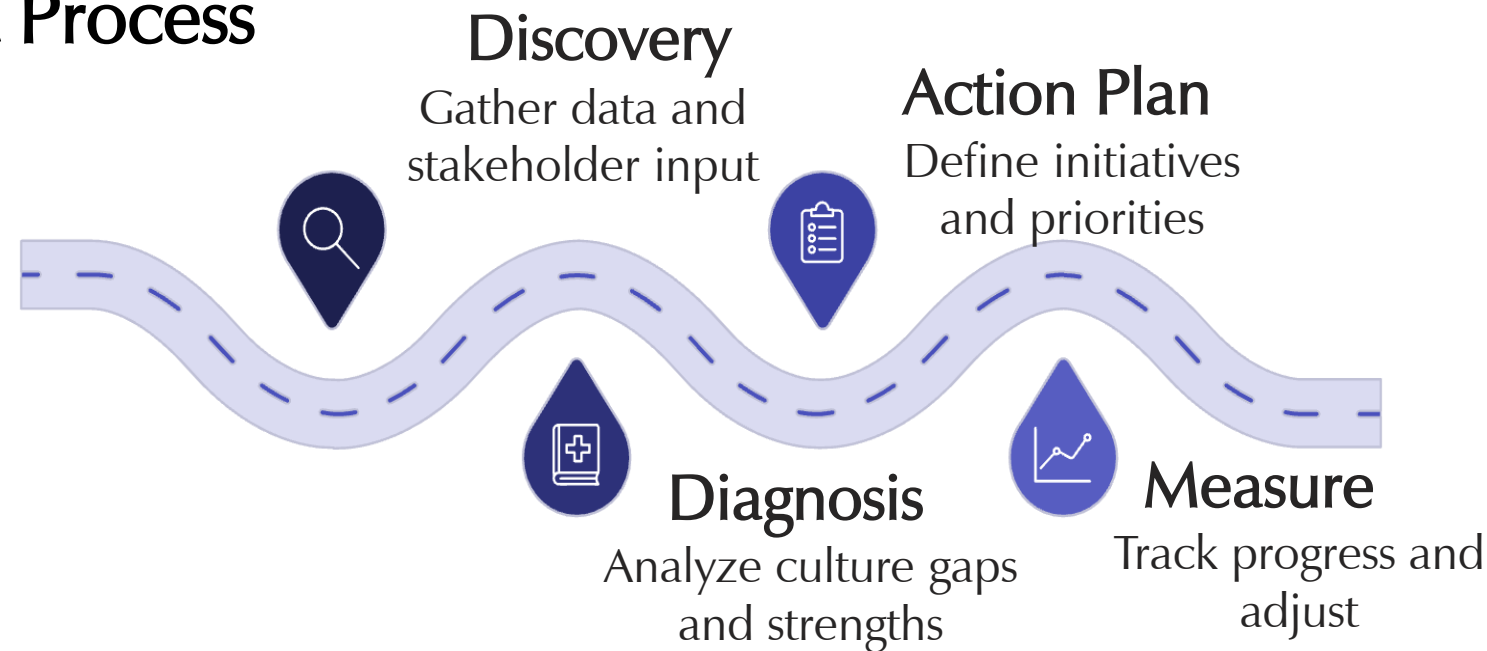 Process
Discovery
Gather data and
stakeholder input
Action Plan
Define initiatives
and priorities
Diagnosis
Analyze culture gaps
and strengths
Measure
Track progress and
adjust